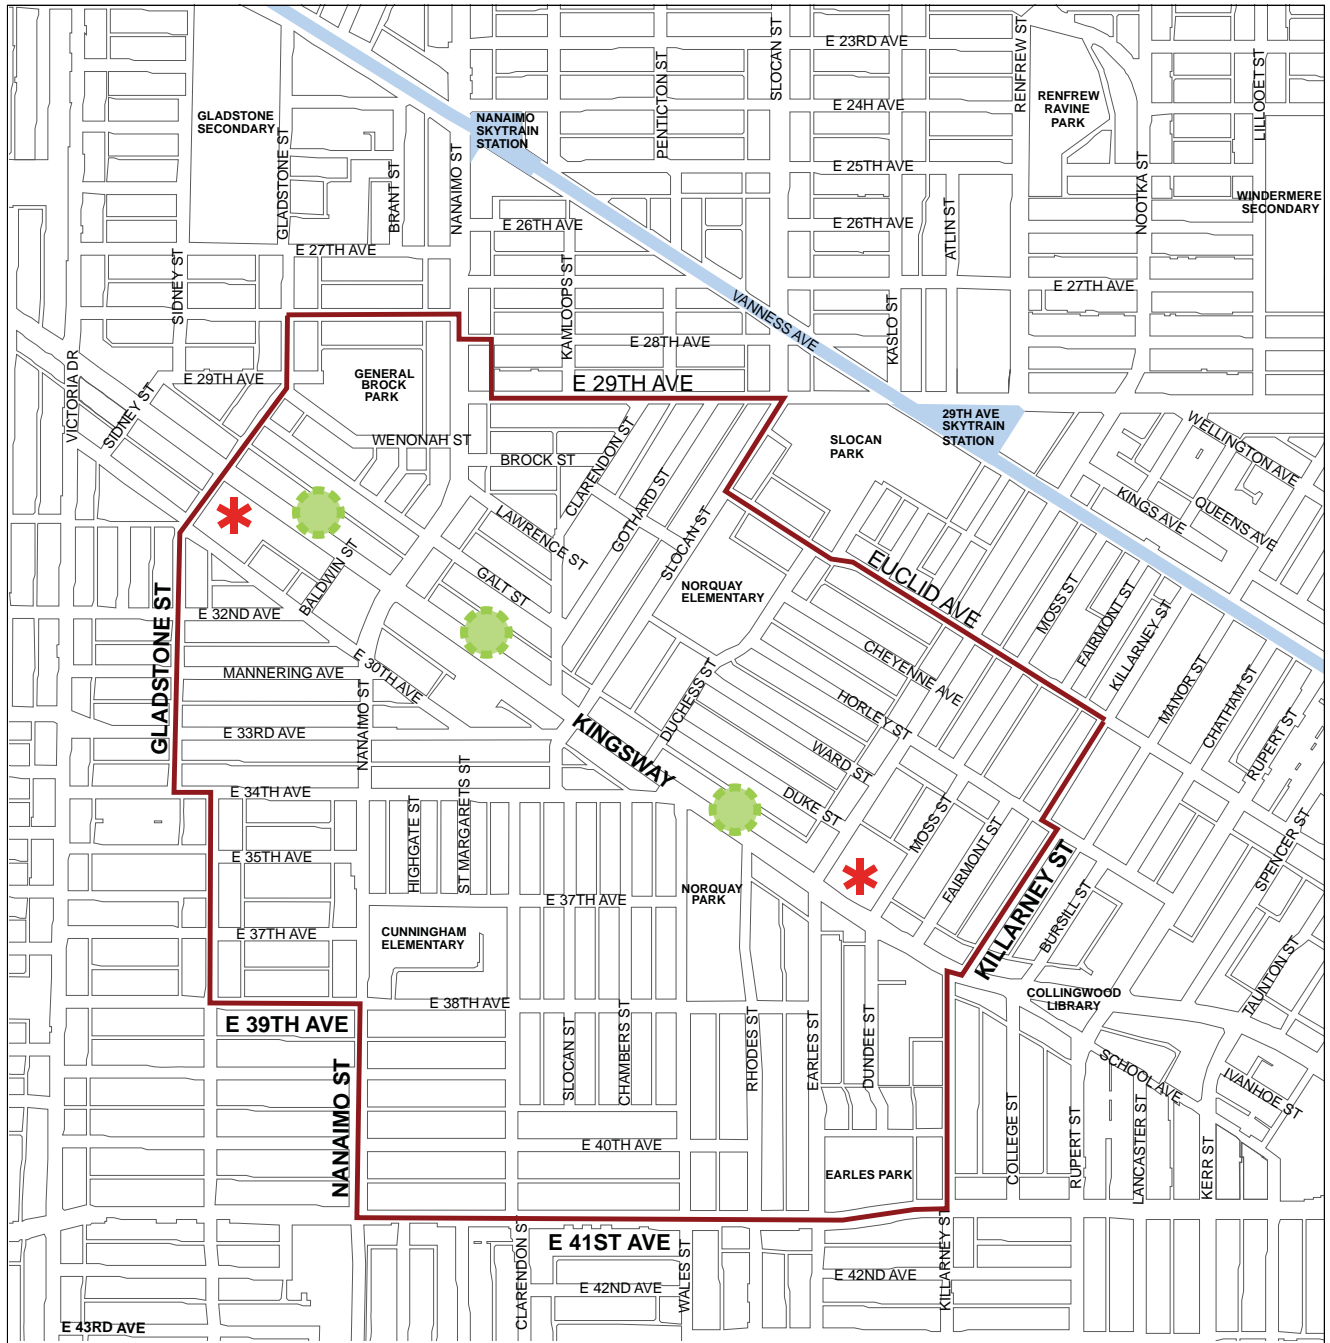 E 23RD AVE
SLOCAN ST
RENFREW ST
PENTICTON ST
LILLOOET ST
E 24H AVE
RENFREW
RAVINE
PARK
GLADSTONE
SECONDARY
NANAIMO
SKYTRAIN
STATION
GLADSTONE ST
BRANT ST
NANAIMO ST
E 25TH AVE
NOOTKA ST
WINDERMERE
SECONDARY
E 26TH AVE
E 26TH AVE
ATLIN ST
E 27TH AVE
SIDNEY ST
KAMLOOPS ST
E 27TH AVE
VANNESS AVE
KASLO ST
E 28TH AVE
VICTORIA DR
SIDNEY ST
E 29TH AVE
GENERAL
BROCK
PARK
E 29TH AVE
29TH AVE
SKYTRAIN
STATION
SLOCAN
PARK
WELLINGTON AVE
WENONAH ST
BROCK ST
CLARENDON ST
GOTHARD ST
KINGS AVE
QUEENS AVE
LAWRENCE ST
SLOCAN ST
GALT ST
BALDWIN ST
NORQUAY
ELEMENTARY
EUCLID AVE
MOSS ST
FAIRMONT ST
KILLARNEY ST
GLADSTONE ST
E 32ND AVE
MANNERING AVE
E 30TH AVE
NANAIMO ST
E 33RD AVE
CHEYENNE AVE
DUCHESS ST
HORLEY ST
WARD ST
MANOR ST
CHATHAM ST
RUPERT ST
KINGSWAY
DUKE ST
E 34TH AVE
HIGHGATE ST
ST MARGARETS ST
MOSS ST
FAIRMONT ST
SPENCER ST
E 35TH AVE
E 37TH AVE
NORQUAY
PARK
KILLARNEY ST
BURSILL ST
E 37TH AVE
CUNNINGHAM
ELEMENTARY
TAUNTON ST
COLLINGWOOD
LIBRARY
E 38TH AVE
E 39TH AVE
SLOCAN ST
CHAMBERS ST
RHODES ST
EARLES ST
DUNDEE ST
SCHOOL AVE
IVANHOE ST
NANAIMO ST
COLLEGE ST
RUPERT ST
LANCASTER ST
KERR ST
E 40TH AVE
EARLES PARK
E 41ST AVE
CLARENDON ST
WALES ST
KILLARNEY ST
E 42ND AVE
E 42ND AVE
E 43RD AVE